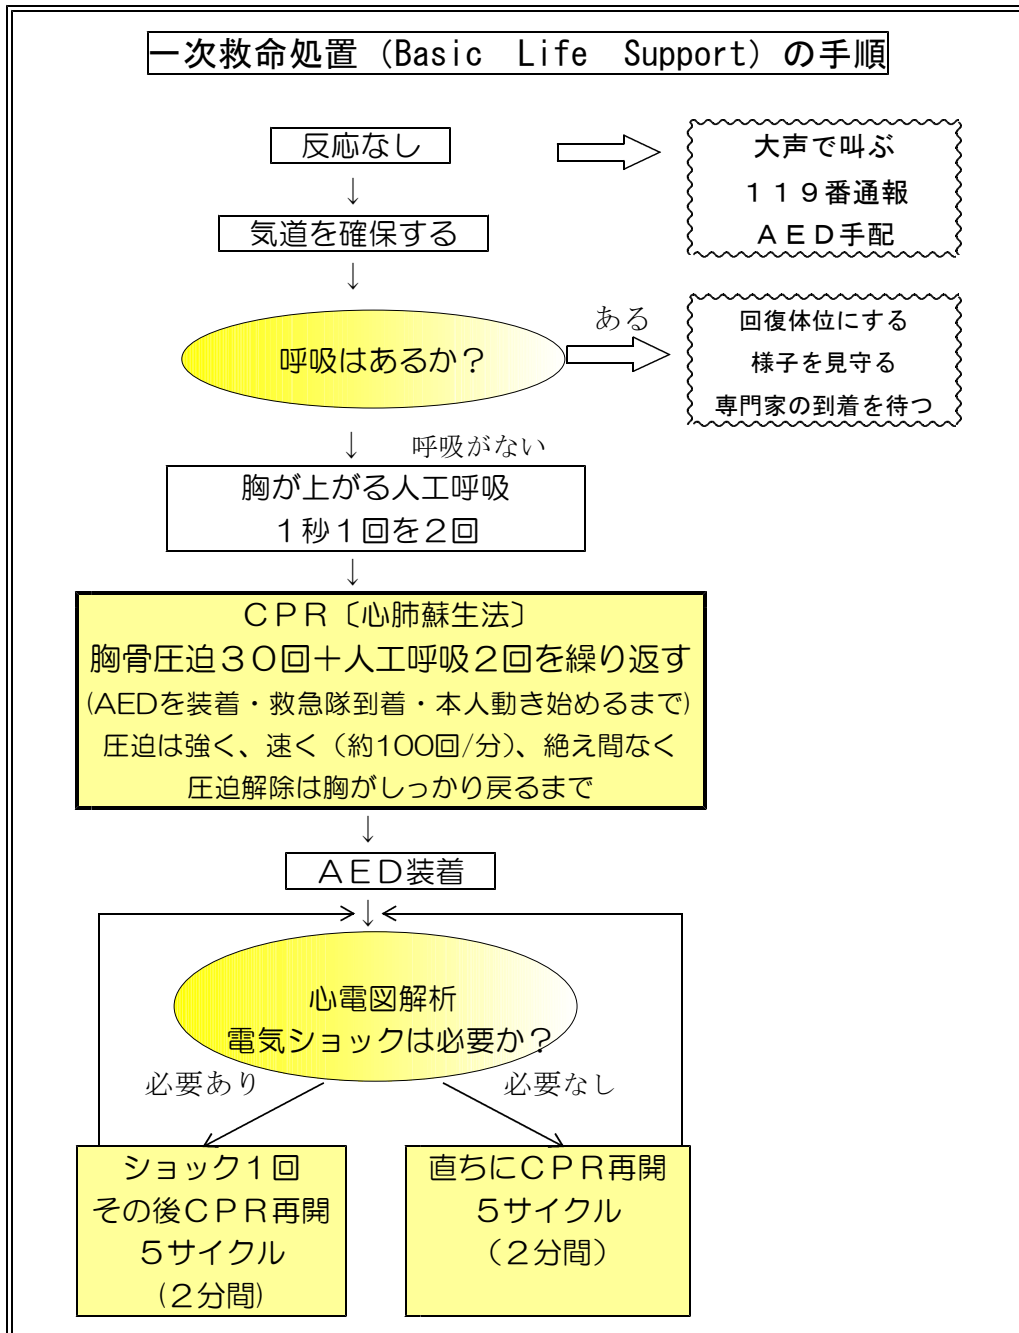 一次救命処置（Basic　Life　Support）の手順
反応なし
大声で叫ぶ
１１９番通報
ＡＥＤ手配
↓
気道を確保する
↓
呼吸はあるか？
ある
回復体位にする
様子を見守る
専門家の到着を待つ
↓　呼吸がない
胸が上がる人工呼吸
１秒１回を２回
↓
ＣＰＲ〔心肺蘇生法〕
胸骨圧迫３０回＋人工呼吸２回を繰り返す
(AEDを装着・救急隊到着・本人動き始めるまで)
圧迫は強く、速く（約100回/分）、絶え間なく
圧迫解除は胸がしっかり戻るまで
↓
ＡＥＤ装着
↓
心電図解析
電気ショックは必要か？
必要あり
必要なし
ショック１回
その後ＣＰＲ再開
５サイクル
(２分間)
直ちにＣＰＲ再開
５サイクル
（２分間）